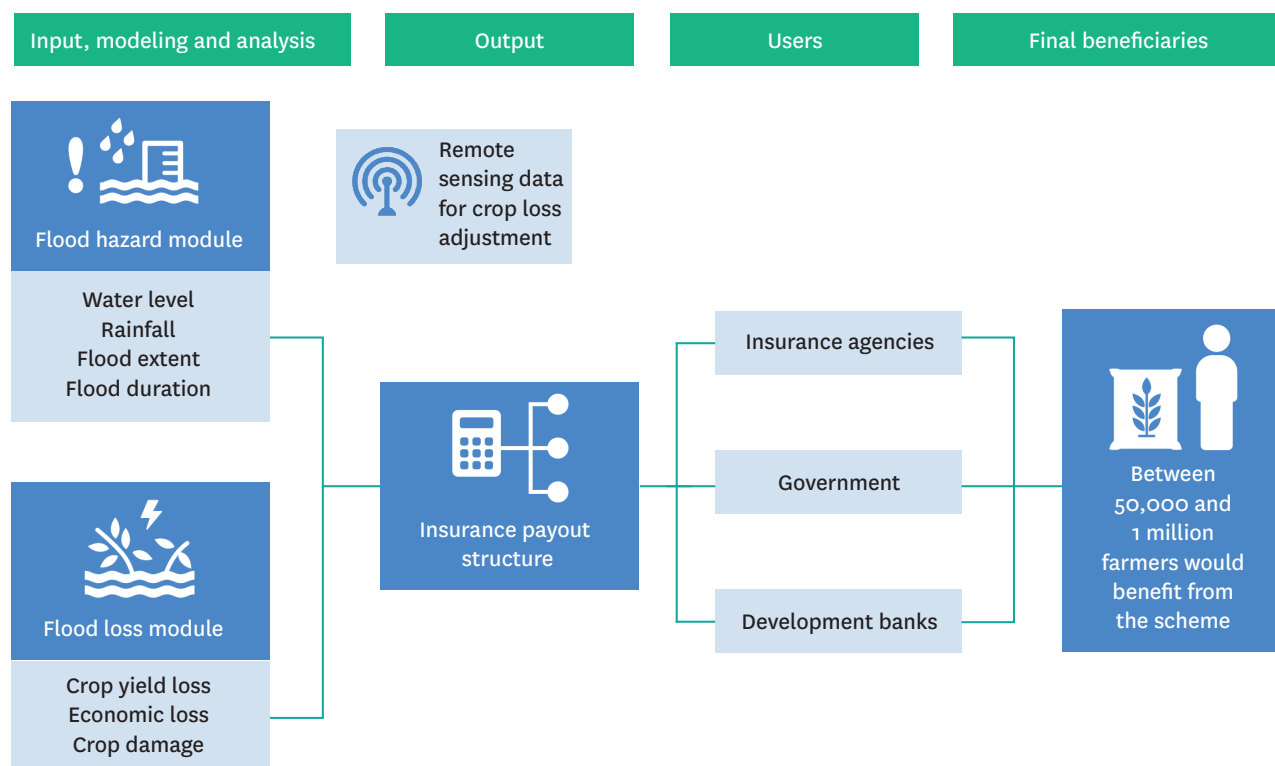 Input, modeling and analysis
Output
Users
Final beneficiaries
Flood hazard module
Water level
Rainfall
Flood extent
Flood duration
Flood loss module
Crop yield loss
Economic loss
Crop damage
Remote
sensing data
for crop loss
adjustment
Insurance payout
structure
Insurance agencies
Government
Development banks
Between
50,000 and
1 million
farmers would
benefit from
the scheme